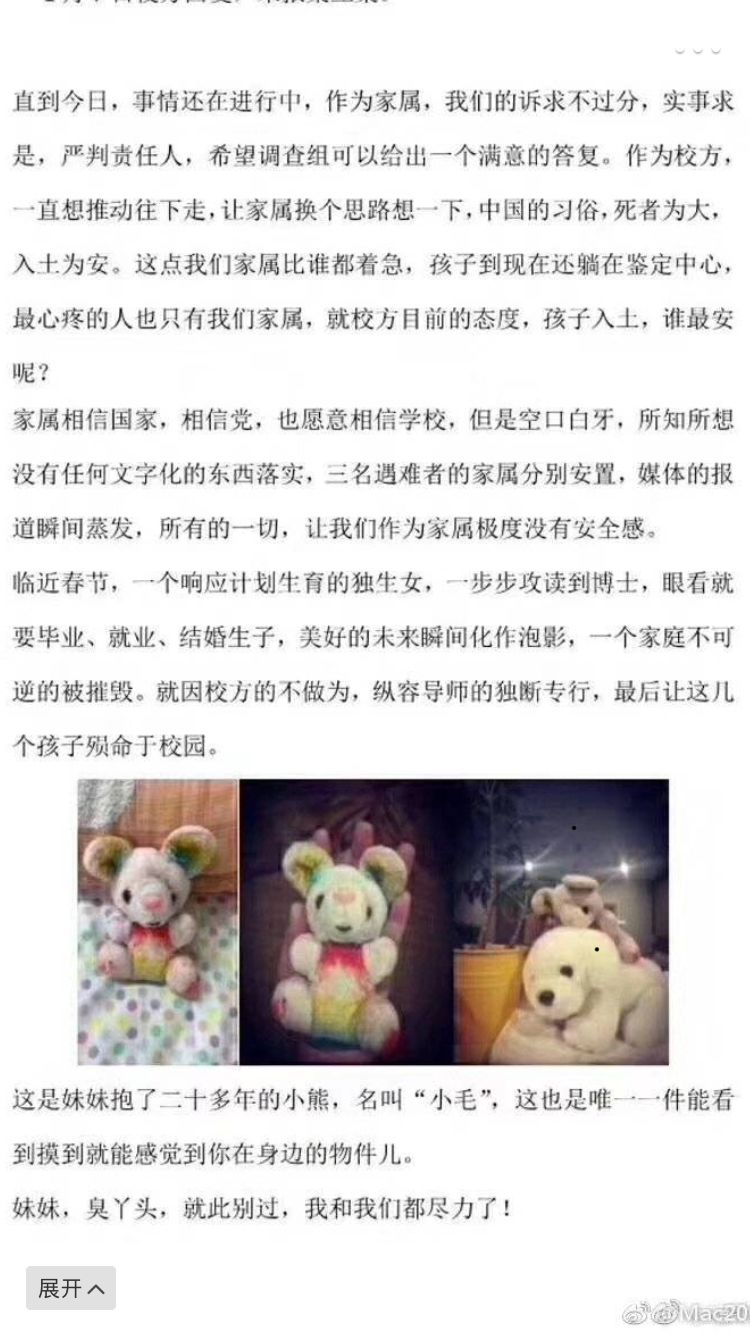 直到今日，事情还在进行中，作为家属，我们的诉求不过分，实事求
是，严判责任人，希望调查组可以给出一个满意的答复。作为校方，
一直想推动往下走，让家属换个思路想一下，中国的习俗，死者为大，
入土为安。这点我们家属比谁都着急，孩子到现在还躺在鉴定中心，
最心疼的人也只有我们家属，就校方目前的态度，孩子入土，谁最安
呢？
家属相信国家，相信党，也愿意相信学校，但是空口白牙，所知所想
没有任何文字化的东西落实，三名遇难者的家属分别安置，媒体的报
道瞬间蒸发，所有的一切，让我们作为家属极度没有安全感。
临近春节，一个响应计划生育的独生女，一步步攻读到博士，眼看就
要毕业、就业、结婚生子，美好的未来瞬间化作泡影，一个家庭不可
逆的被摧毁。就因校方的不做为，纵容导师的独断专行，最后让这几
个孩子殒命于校园。
这是妹妹抱了二十多年的小熊，名叫“小毛”，这也是唯一一件能看
到摸到就能感觉到你在身边的物件儿。
妹妹，臭丫头，就此别过，我和我们都尽力了！
展开
@Mac20